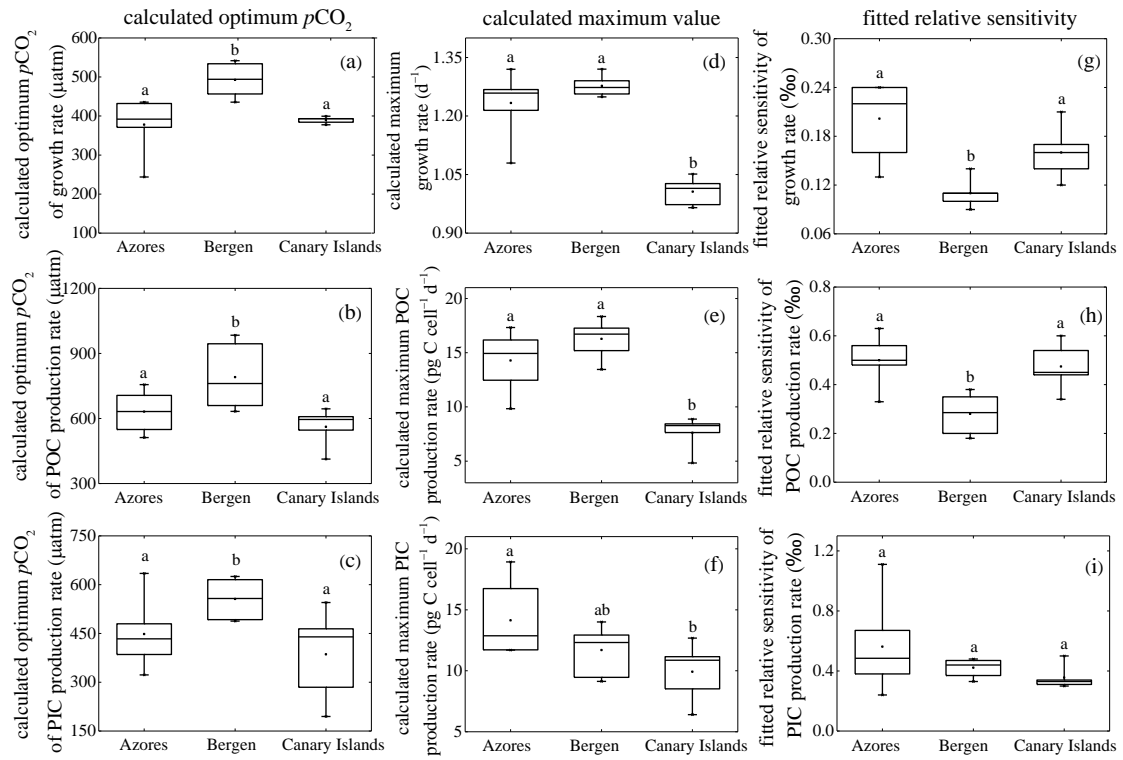 calculated optimum pCO₂
calculated maximum value
fitted relative sensitivity
calculated optimum pCO₂
of growth rate (μatm)
600
500
400
300
200
100
(a)
a
b
a
Azores
Bergen
Canary Islands
calculated maximum
growth rate (d⁻¹)
1.35
1.20
1.05
0.90
(d)
a
a
b
Azores
Bergen
Canary Islands
fitted relative sensitivity of
growth rate (‰)
0.30
0.24
0.18
0.12
0.06
(g)
a
b
a
Azores
Bergen
Canary Islands
calculated optimum pCO₂
of POC production rate (μatm)
1200
900
600
300
(b)
a
b
a
Azores
Bergen
Canary Islands
calculated maximum POC
production rate (pg C cell⁻¹ d⁻¹)
20
15
10
5
(e)
a
a
b
Azores
Bergen
Canary Islands
fitted relative sensitivity of
POC production rate (‰)
0.8
0.6
0.4
0.2
0.0
(h)
a
b
a
Azores
Bergen
Canary Islands
calculated optimum pCO₂
of PIC production rate (μatm)
750
600
450
300
150
(c)
a
b
a
Azores
Bergen
Canary Islands
calculated maximum PIC
production rate (pg C cell⁻¹ d⁻¹)
20
15
10
5
(f)
a
ab
b
Azores
Bergen
Canary Islands
fitted relative sensitivity of
PIC production rate (‰)
1.2
0.8
0.4
0.0
(i)
a
a
a
Azores
Bergen
Canary Islands